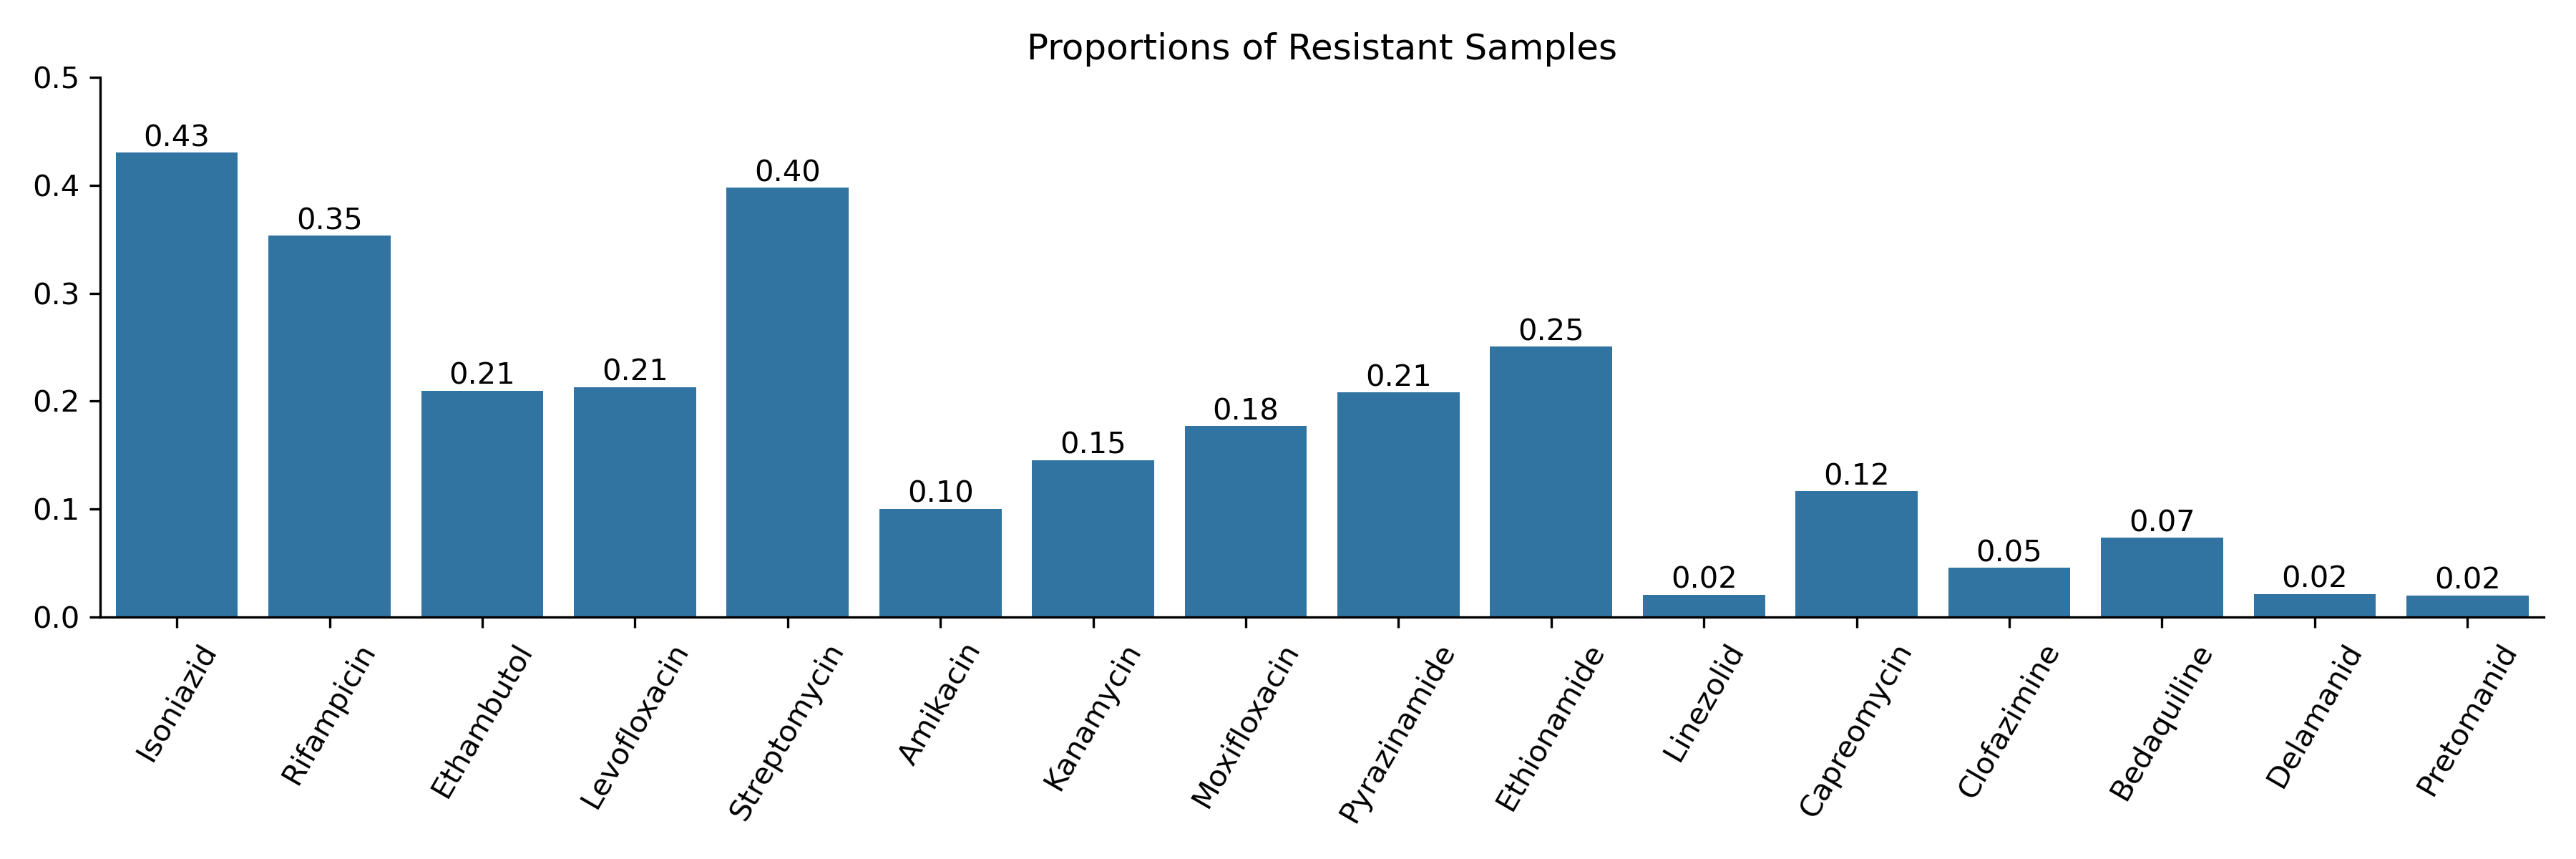 Proportions of Resistant Samples
0.5
0.4
0.3
0.2
0.1
0.0
0.43
0.35
0.21
0.21
0.40
0.10
0.15
0.18
0.21
0.25
0.02
0.12
0.05
0.07
0.02
0.02
Isoniazid
Rifampicin
Ethambutol
Levofloxacin
Streptomycin
Amikacin
Kanamycin
Moxifloxacin
Pyrazinamide
Ethionamide
Linezolid
Capreomycin
Clofazimine
Bedaquiline
Delamanid
Pretomanid